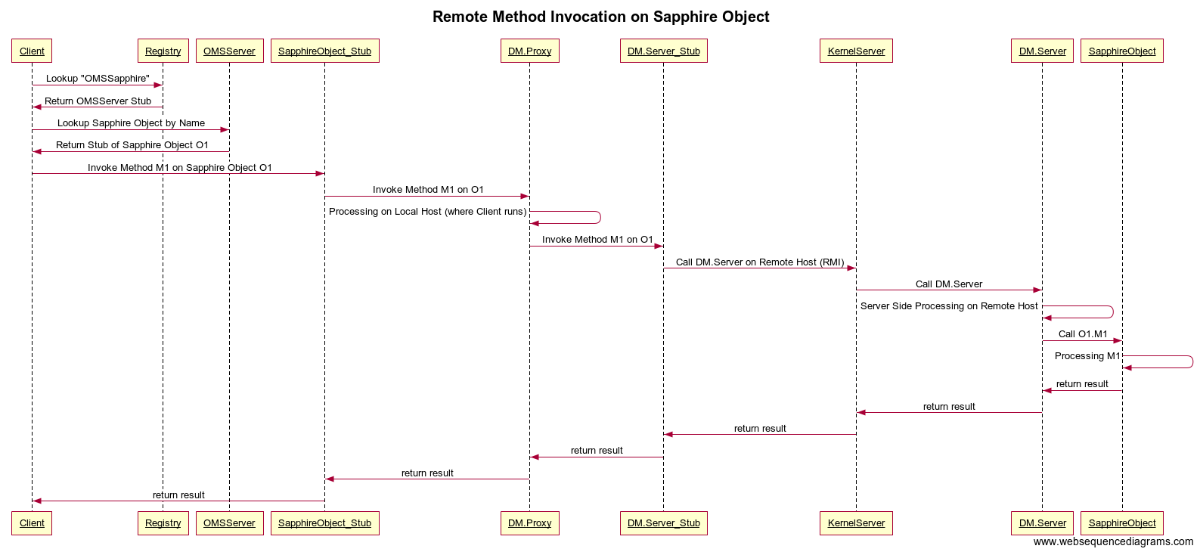 Remote Method Invocation on Sapphire Object
Client Registry OMSServer SapphireObject_Stub DM.Proxy DM.Server_Stub KernelServer DM.Server SapphireObject
Lookup "OMSSapphire"
Return OMSServer Stub
Lookup Sapphire Object by Name
Return Stub of Sapphire Object O1
Invoke Method M1 on Sapphire Object O1
Invoke Method M1 on O1
Processing on Local Host (where Client runs)
Invoke Method M1 on O1
Call DM.Server on Remote Host (RMI)
Call DM.Server
Server Side Processing on Remote Host
Call O1.M1
Processing M1
return result
return result
return result
return result
return result
return result
Client Registry OMSServer SapphireObject_Stub DM.Proxy DM.Server_Stub KernelServer DM.Server SapphireObject
www.websequencediagrams.com